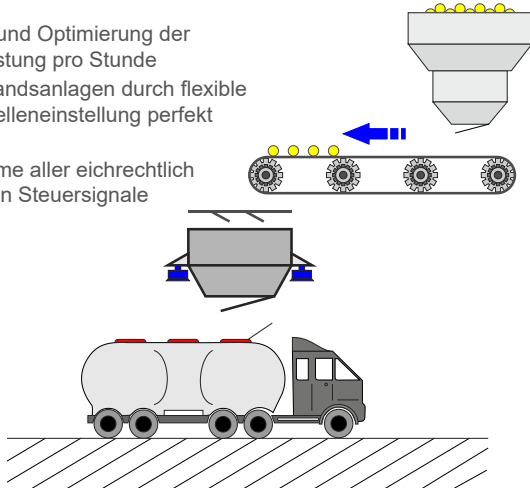 und Optimierung der
stung pro Stunde
andsanlagen durch flexible
elleneinstellung perfekt
me aller eichrechtlich
n Steuersignale